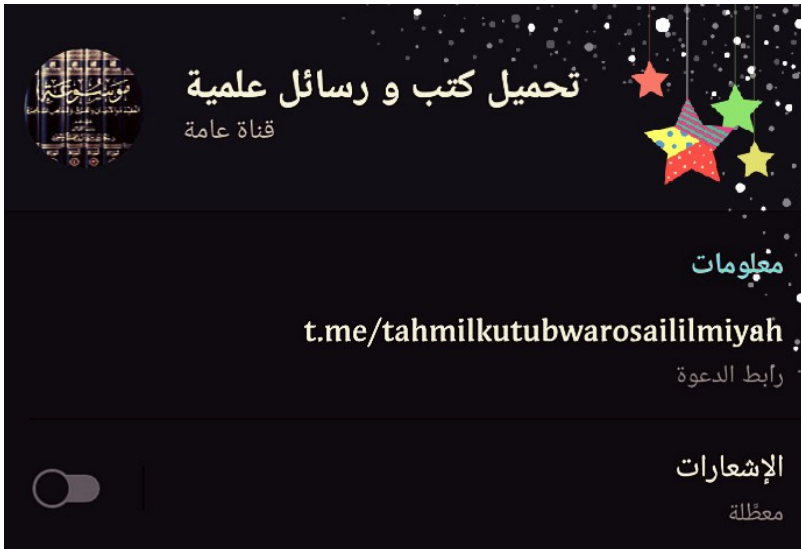 تحميل كتب و رسائل علمية
قناة عامة
معلومات
t.me/tahmilkutubwarosaililmiyah
رابط الدعوة
الإشعارات
معطَّلة